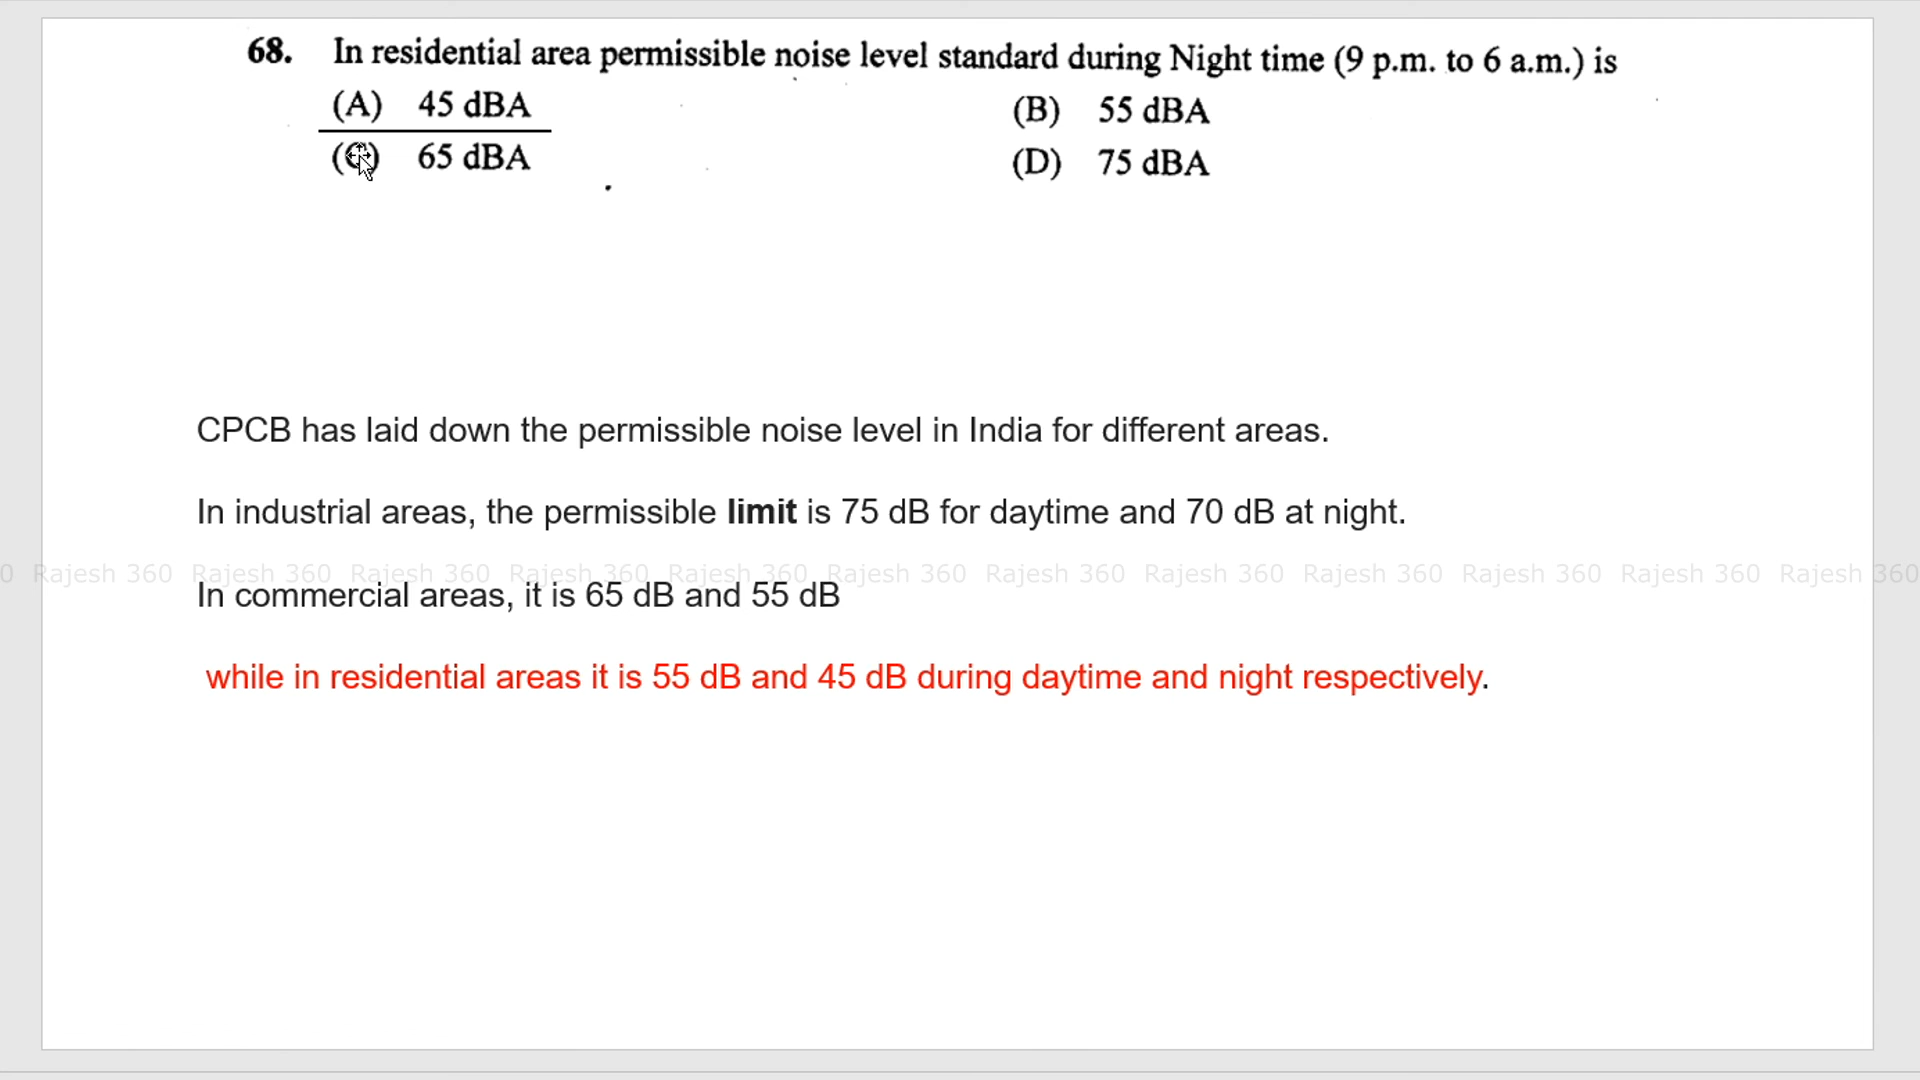 68. In residential area permissible noise level standard during Night time (9 p.m. to 6 a.m.) is
(A) 45 dBA (B) 55 dBA
(C) 65 dBA (D) 75 dBA
CPCB has laid down the permissible noise level in India for different areas.
In industrial areas, the permissible limit is 75 dB for daytime and 70 dB at night.
0 Rajesh 360 Rajesh 360 Rajesh 360 Rajesh 360 Rajesh 360 Rajesh 360 Rajesh 360 Rajesh 360 Rajesh 360 Rajesh 360 Rajesh 360 Rajesh 360
In commercial areas, it is 65 dB and 55 dB
while in residential areas it is 55 dB and 45 dB during daytime and night respectively.